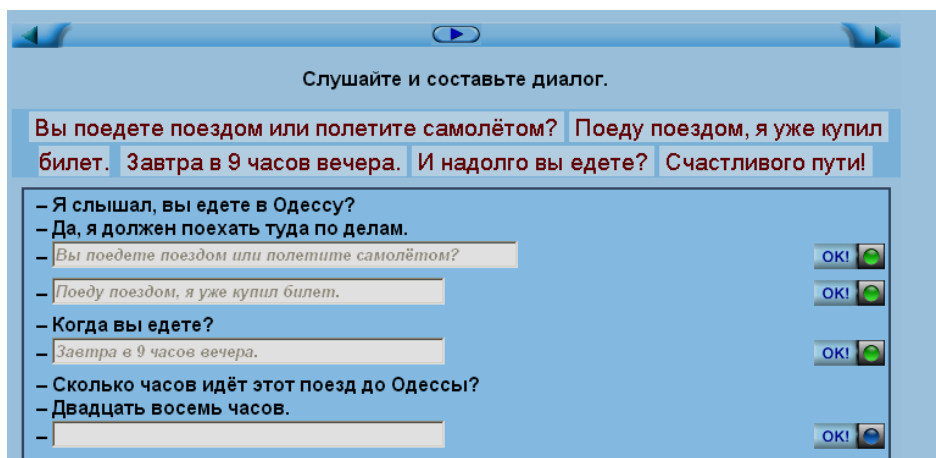 Слушайте и составьте диалог.
Вы поедете поездом или полетите самолётом? Поеду поездом, я уже купил
билет. Завтра в 9 часов вечера. И надолго вы едете? Счастливого пути!
– Я слышал, вы едете в Одессу?
– Да, я должен поехать туда по делам.
– Вы поедете поездом или полетите самолётом? OK!
– Поеду поездом, я уже купил билет. OK!
– Когда вы едете?
– Завтра в 9 часов вечера. OK!
– Сколько часов идёт этот поезд до Одессы?
– Двадцать восемь часов.
– OK!